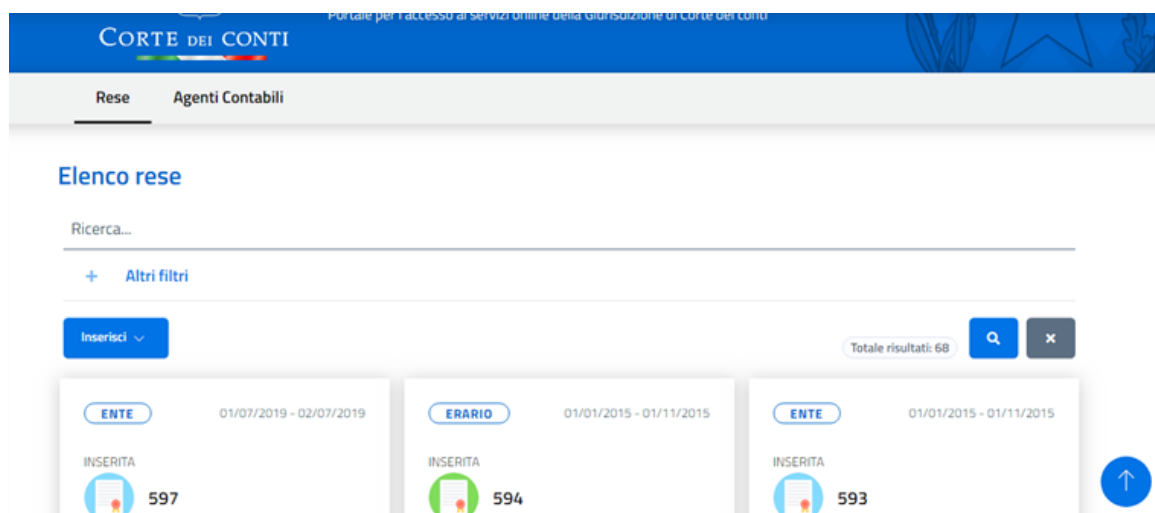 Portale per l'accesso ai servizi online della Giurisdizione di Corte dei conti
CORTE DEI CONTI
Rese Agenti Contabili
Elenco rese
Ricerca...
+ Altri filtri
Inserisci
Totale risultati: 68
ENTE 01/07/2019 - 02/07/2019 ERARIO 01/01/2015 - 01/11/2015 ENTE 01/01/2015 - 01/11/2015
INSERITA INSERITA INSERITA
597 594 593